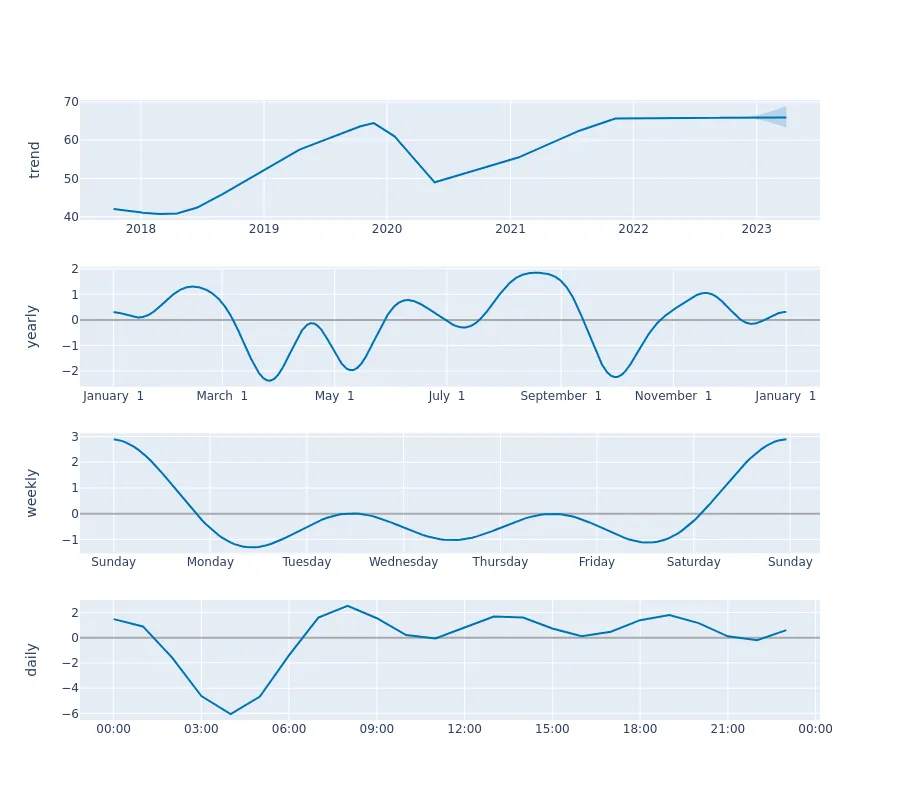 trend
70
60
50
40
2018 2019 2020 2021 2022 2023
yearly
2
1
0
−1
−2
January 1 March 1 May 1 July 1 September 1 November 1 January 1
weekly
3
2
1
0
−1
Sunday Monday Tuesday Wednesday Thursday Friday Saturday Sunday
daily
2
0
−2
−4
−6
00:00 03:00 06:00 09:00 12:00 15:00 18:00 21:00 00:00